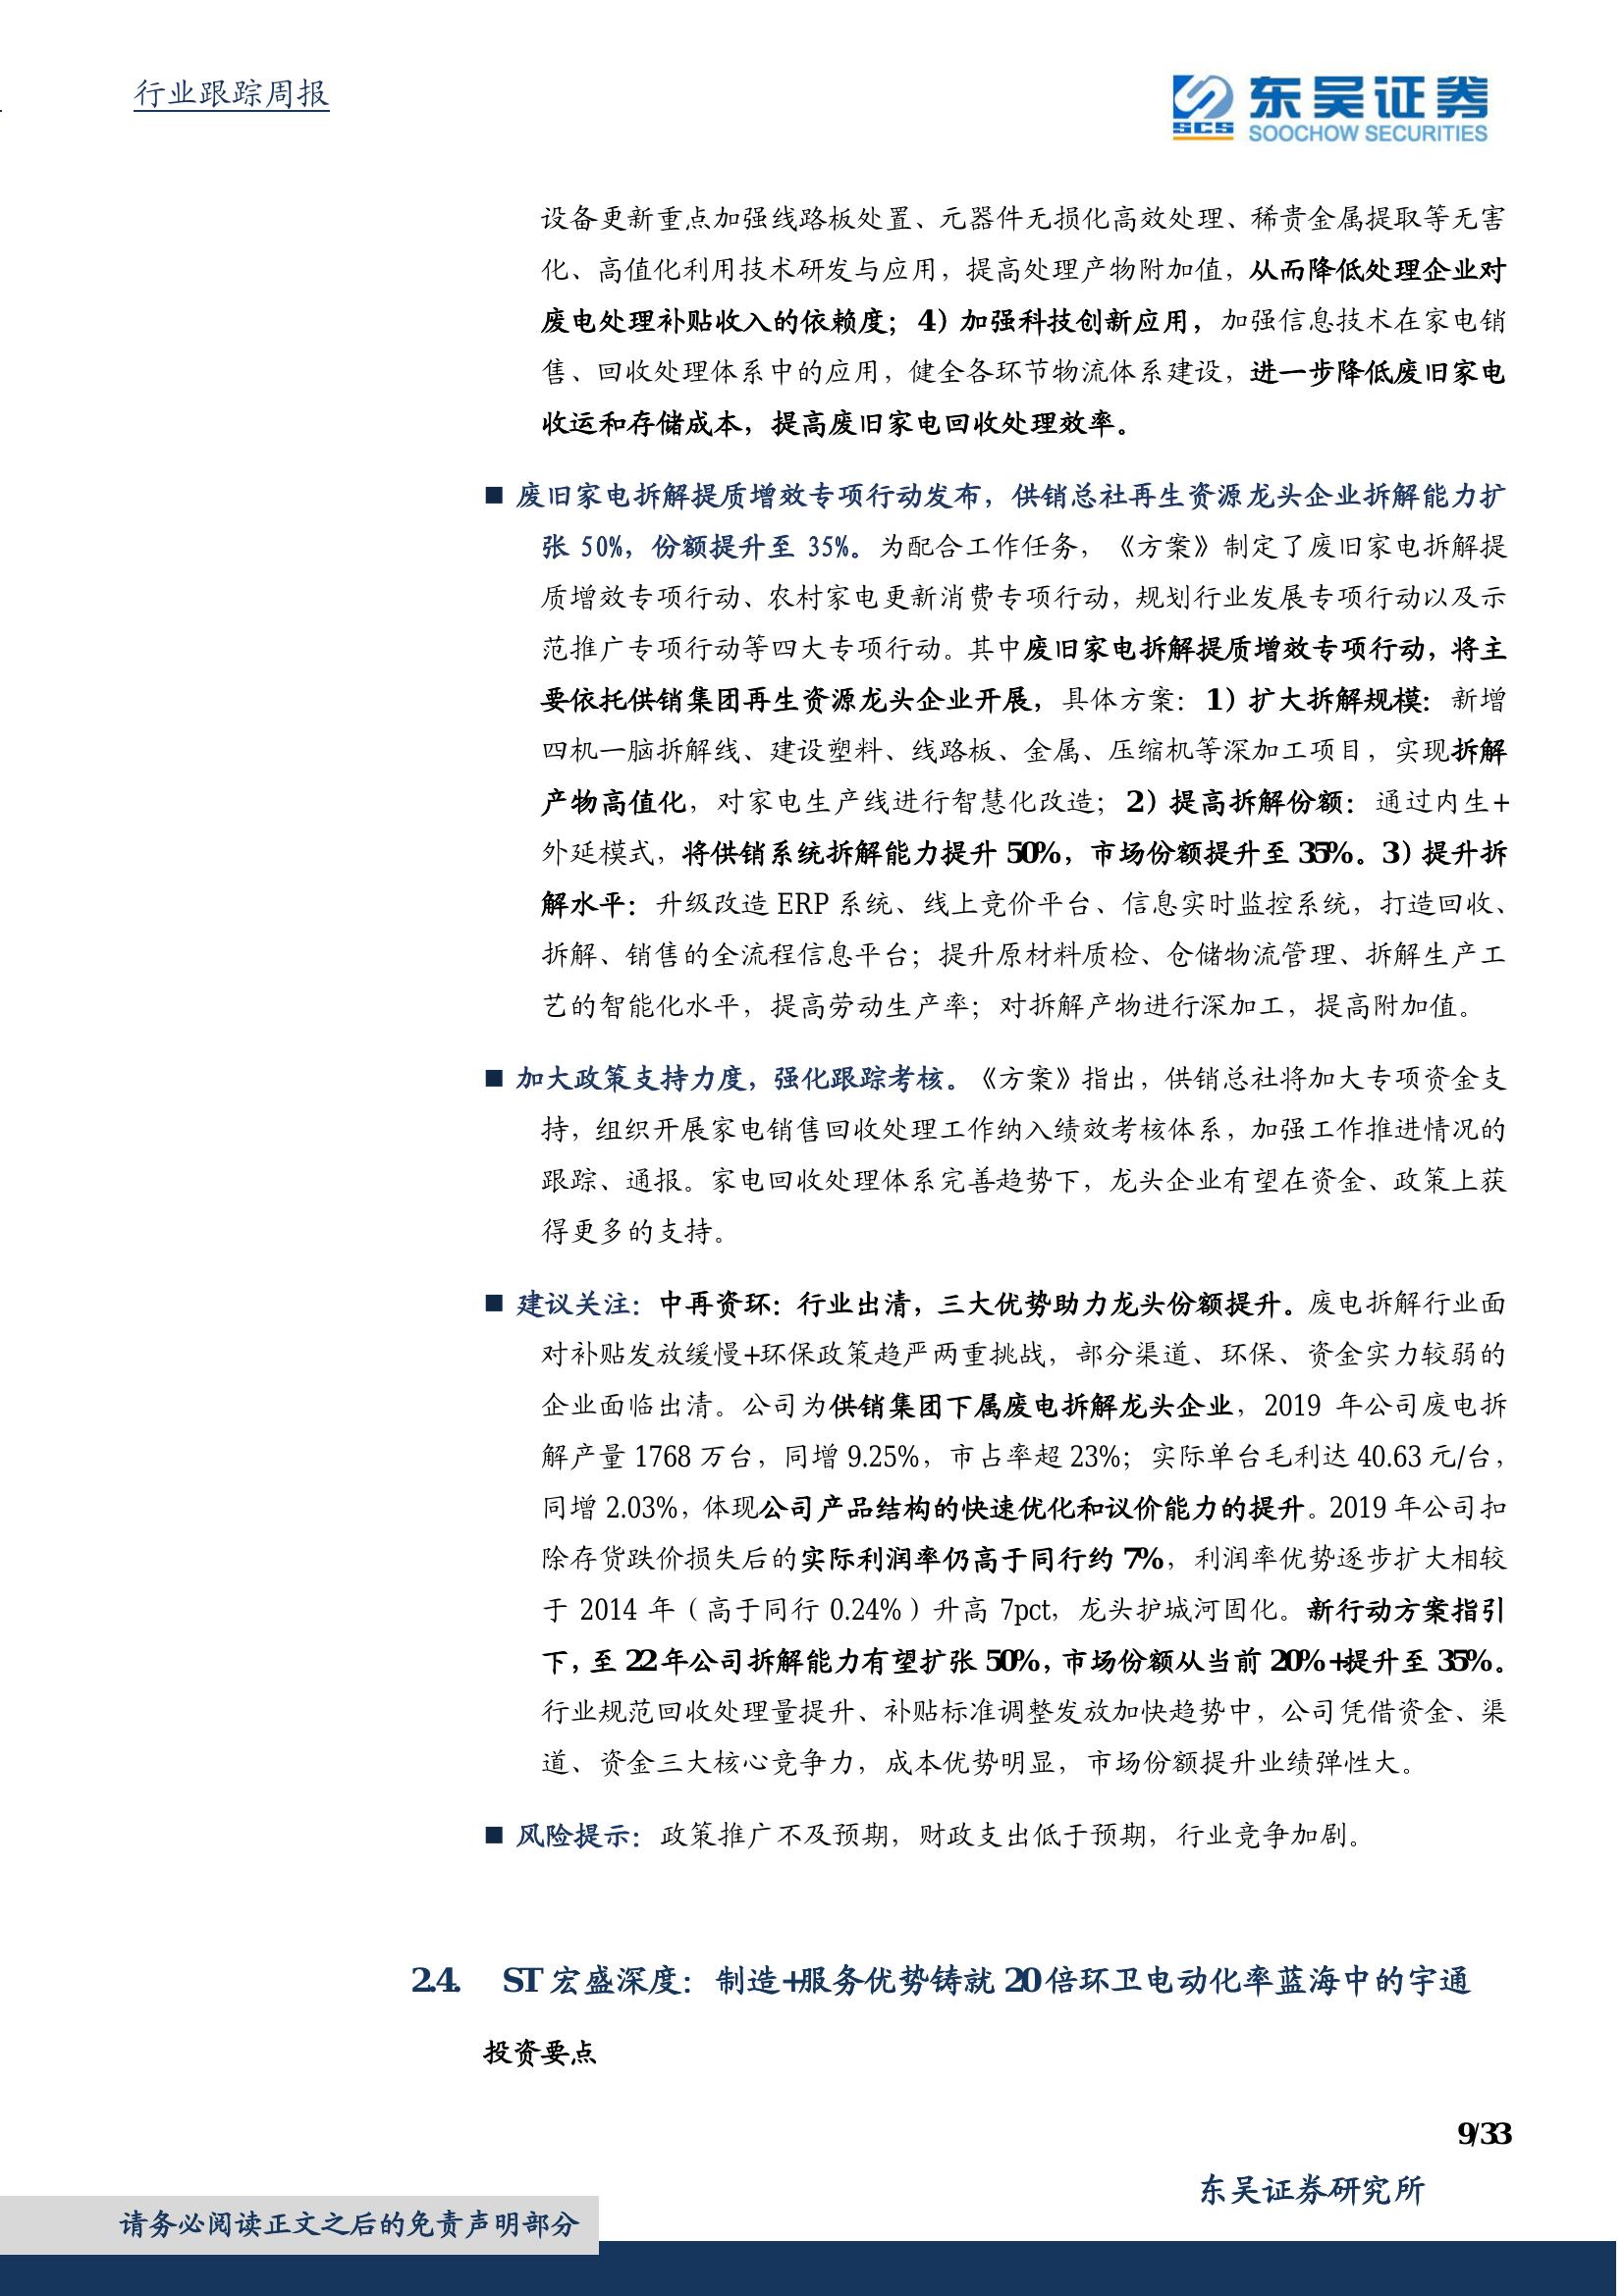 行业跟踪周报
SCS
东吴证券
SOOCHOW SECURITIES
设备更新重点加强线路板处置、元器件无损化高效处理、稀贵金属提取等无害
化、高值化利用技术研发与应用，提高处理产物附加值，从而降低处理企业对
废电处理补贴收入的依赖度；4）加强科技创新应用，加强信息技术在家电销
售、回收处理体系中的应用，健全各环节物流体系建设，进一步降低废旧家电
收运和存储成本，提高废旧家电回收处理效率。
■ 废旧家电拆解提质增效专项行动发布，供销总社再生资源龙头企业拆解能力扩
张 50%，份额提升至 35%。为配合工作任务，《方案》制定了废旧家电拆解提
质增效专项行动、农村家电更新消费专项行动，规划行业发展专项行动以及示
范推广专项行动等四大专项行动。其中废旧家电拆解提质增效专项行动，将主
要依托供销集团再生资源龙头企业开展，具体方案：1）扩大拆解规模：新增
四机一脑拆解线、建设塑料、线路板、金属、压缩机等深加工项目，实现拆解
产物高值化，对家电生产线进行智慧化改造；2）提高拆解份额：通过内生+
外延模式，将供销系统拆解能力提升 50%，市场份额提升至 35%。3）提升拆
解水平：升级改造 ERP 系统、线上竞价平台、信息实时监控系统，打造回收、
拆解、销售的全流程信息平台；提升原材料质检、仓储物流管理、拆解生产工
艺的智能化水平，提高劳动生产率；对拆解产物进行深加工，提高附加值。
■ 加大政策支持力度，强化跟踪考核。《方案》指出，供销总社将加大专项资金支
持，组织开展家电销售回收处理工作纳入绩效考核体系，加强工作推进情况的
跟踪、通报。家电回收处理体系完善趋势下，龙头企业有望在资金、政策上获
得更多的支持。
■ 建议关注：中再资环：行业出清，三大优势助力龙头份额提升。废电拆解行业面
对补贴发放缓慢+环保政策趋严两重挑战，部分渠道、环保、资金实力较弱的
企业面临出清。公司为供销集团下属废电拆解龙头企业，2019 年公司废电拆
解产量 1768 万台，同增 9.25%，市占率超 23%；实际单台毛利达 40.63 元/台，
同增 2.03%，体现公司产品结构的快速优化和议价能力的提升。2019 年公司扣
除存货跌价损失后的实际利润率仍高于同行约 7%，利润率优势逐步扩大相较
于 2014 年（高于同行 0.24%）升高 7pct，龙头护城河固化。新行动方案指引
下，至 22 年公司拆解能力有望扩张 50%，市场份额从当前 20%+提升至 35%。
行业规范回收处理量提升、补贴标准调整发放加快趋势中，公司凭借资金、渠
道、资金三大核心竞争力，成本优势明显，市场份额提升业绩弹性大。
■ 风险提示：政策推广不及预期，财政支出低于预期，行业竞争加剧。
2.4. ST 宏盛深度：制造+服务优势铸就 20 倍环卫电动化率蓝海中的宇通
投资要点
9/33
东吴证券研究所
请务必阅读正文之后的免责声明部分